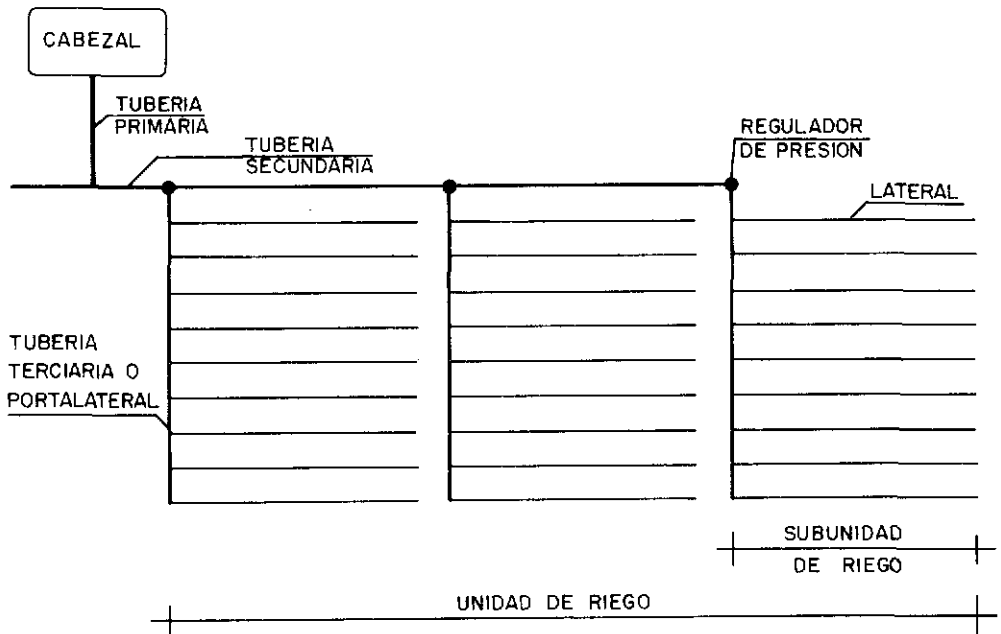 CABEZAL
TUBERIA
PRIMARIA
TUBERIA
SECUNDARIA
REGULADOR
DE PRESION
LATERAL
TUBERIA
TERCIARIA O
PORTALATERAL
SUBUNIDAD
DE RIEGO
UNIDAD DE RIEGO